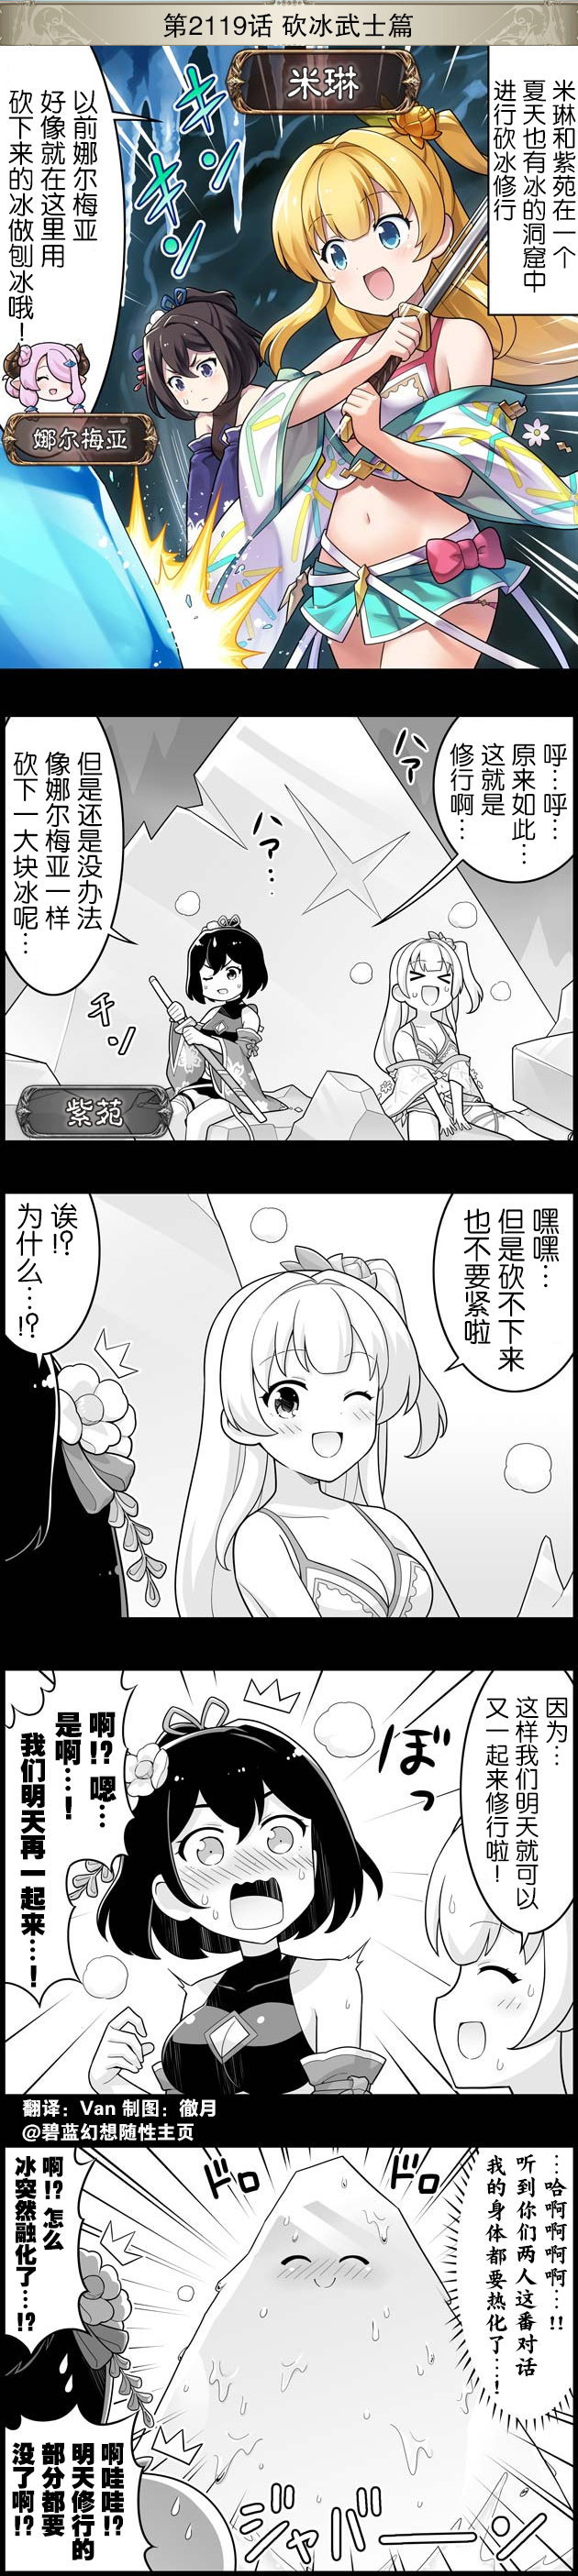 第2119话 砍冰武士篇
米琳和紫苑在一个
夏天也有冰的洞窟中
进行砍冰修行
米琳
キン
キン
以前娜尔梅亚
好像就在这里用
砍下来的冰做刨冰哦！
娜尔梅亚
呼…呼…
原来如此…
这就是
修行啊…
ハァ
ハァ…
但是还是没办法
像娜尔梅亚一样
砍下一大块冰呢…
チン
紫苑
嘿嘿…
但是砍不下来
也不要紧啦
诶!?
为什么…!?
因为…
这样我们明天就可以
又一起来修行啦！
ぼっ
啊!? 嗯…
是啊…！
我们明天再一起来…！
翻译：Van 制图：徹月
@碧蓝幻想随性主页
…哈啊啊啊啊…!!
听到你们两人这番对话
我的身体都要热化了…！
ドロ
ドロ
啊!? 怎么
冰突然融化了…!?
啊哇哇!?
明天修行的
部分都要
没了啊!?
ジャバーン